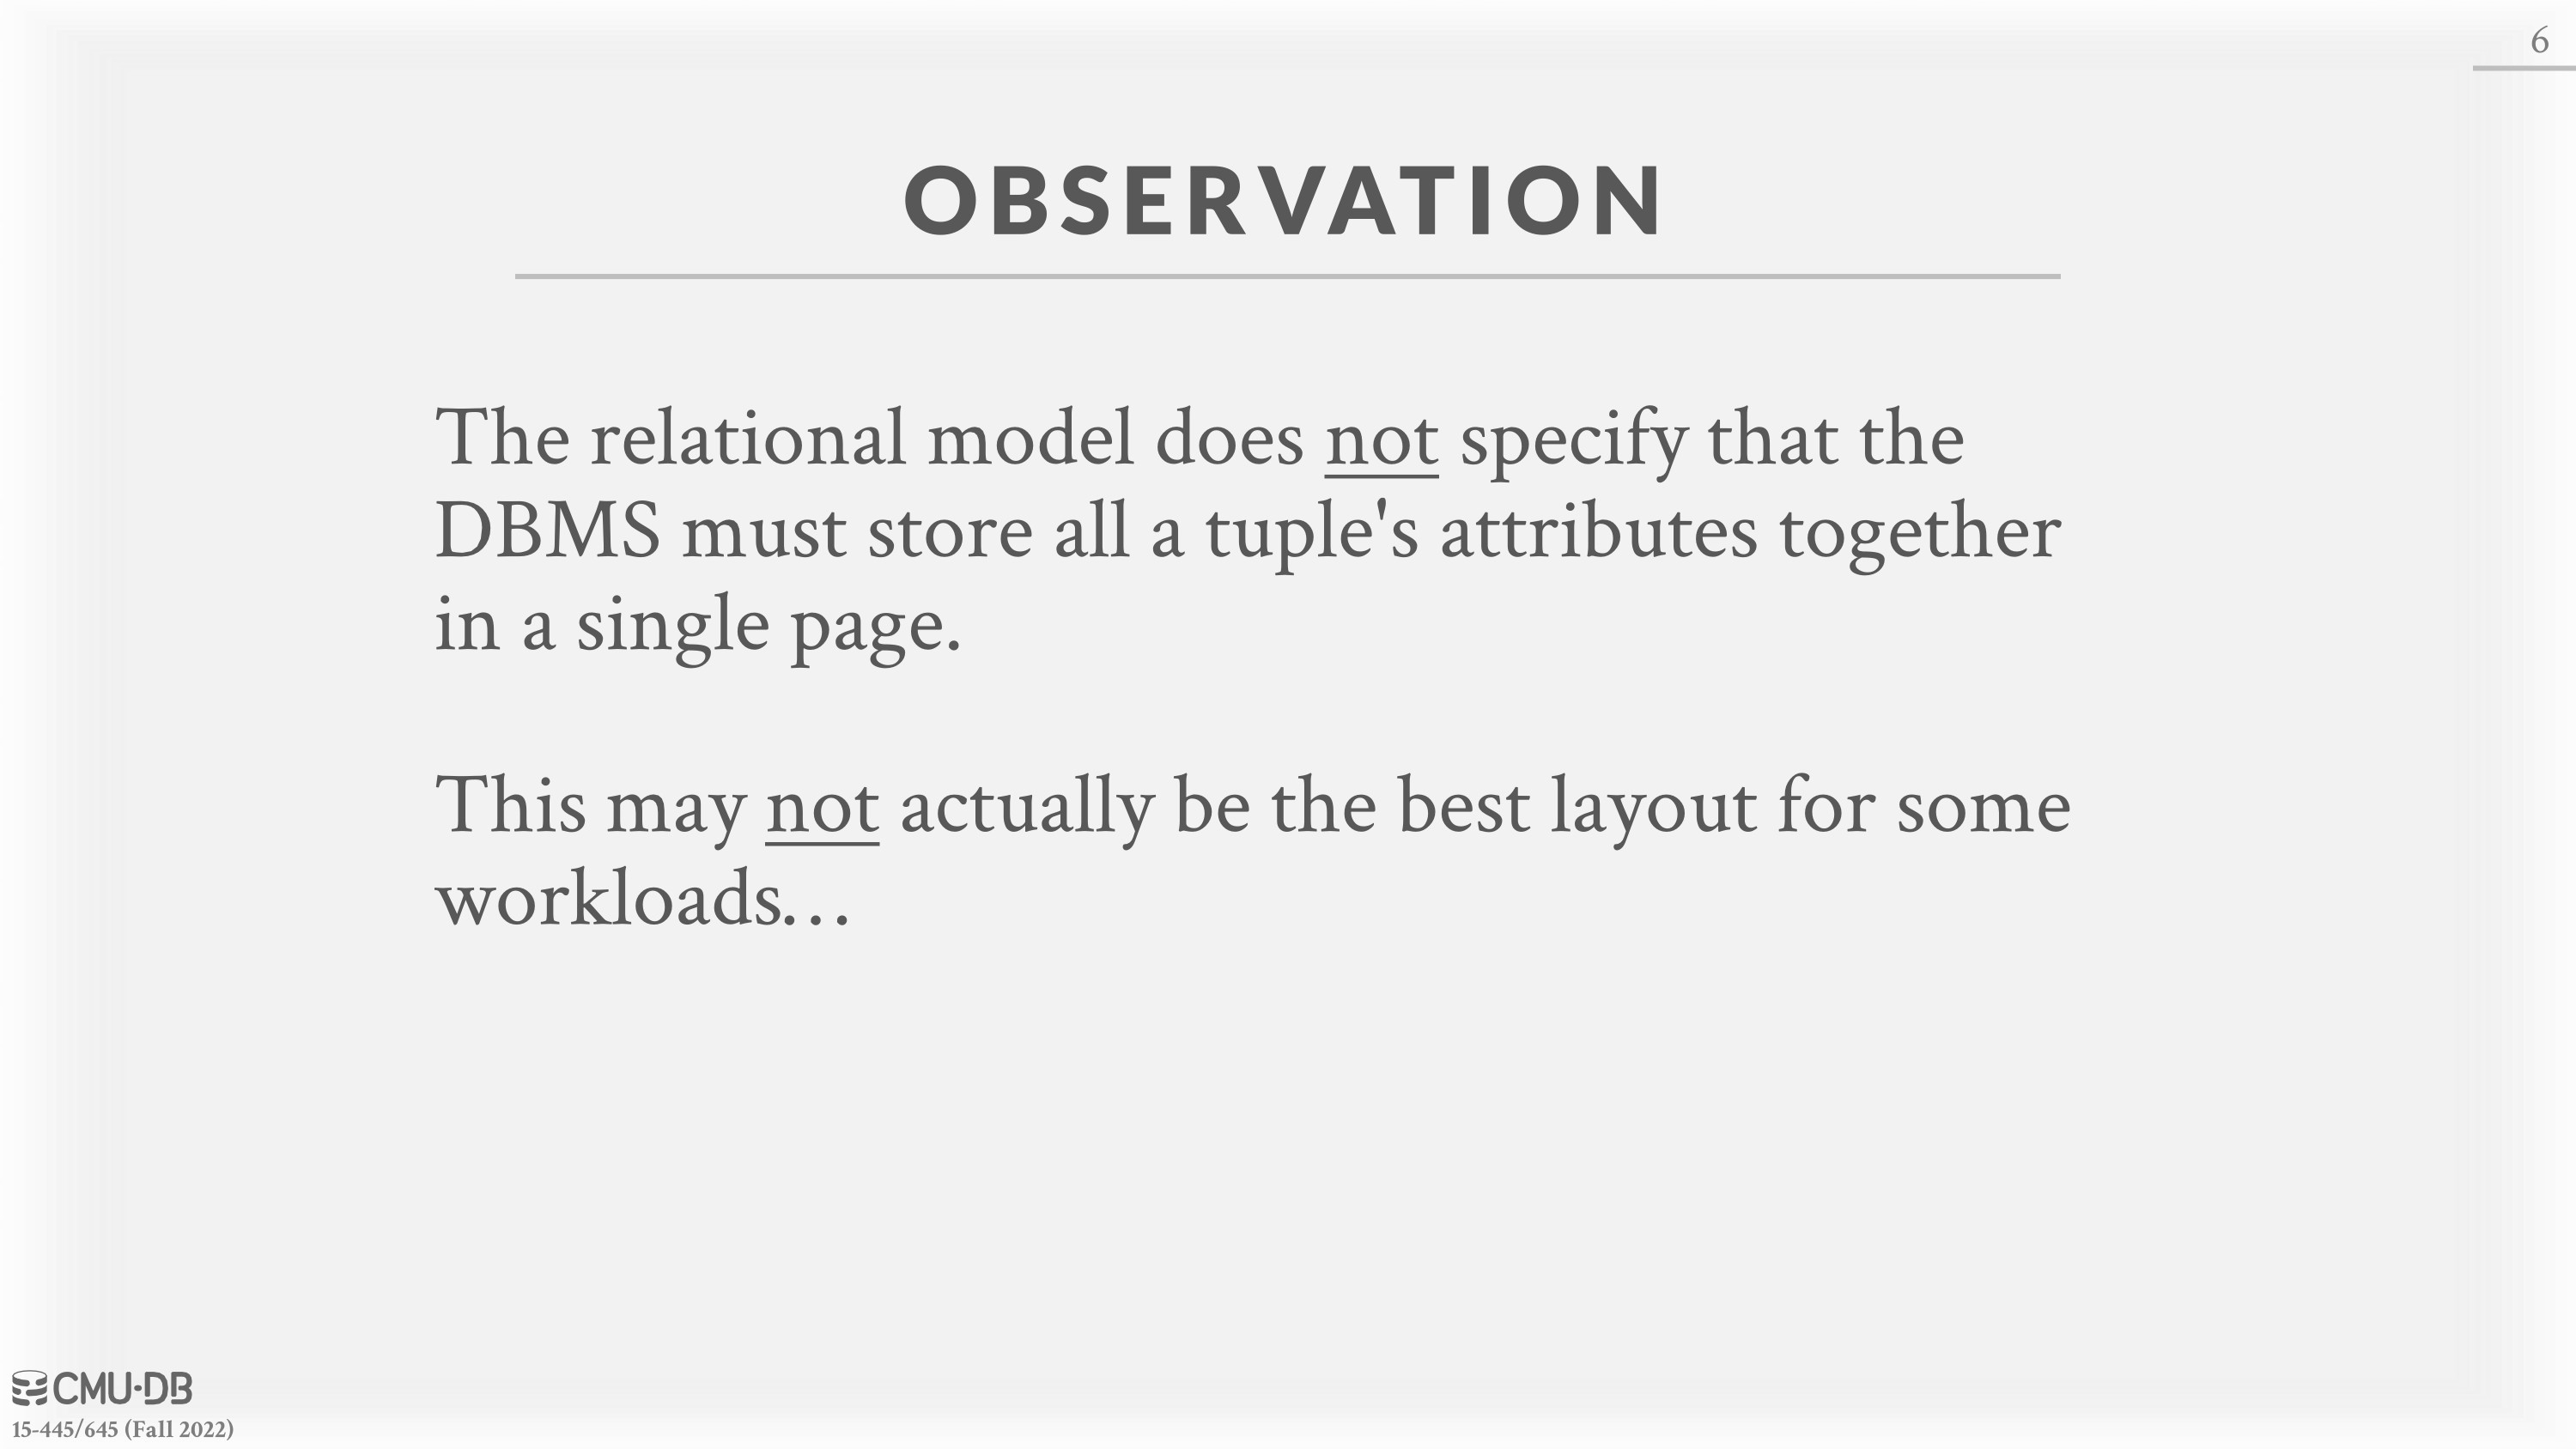 6
OBSERVATION
The relational model does not specify that the
DBMS must store all a tuple's attributes together
in a single page.
This may not actually be the best layout for some
workloads…
CMU·DB
15-445/645 (Fall 2022)